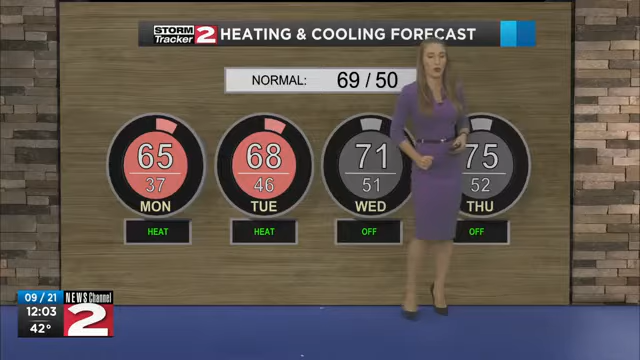 STORM
Tracker 2 HEATING & COOLING FORECAST
NORMAL: 69 / 50
65
37
MON
HEAT
68
46
TUE
HEAT
71
51
WED
OFF
75
52
THU
OFF
09 / 21
12:03
42°
NEWS Channel
2